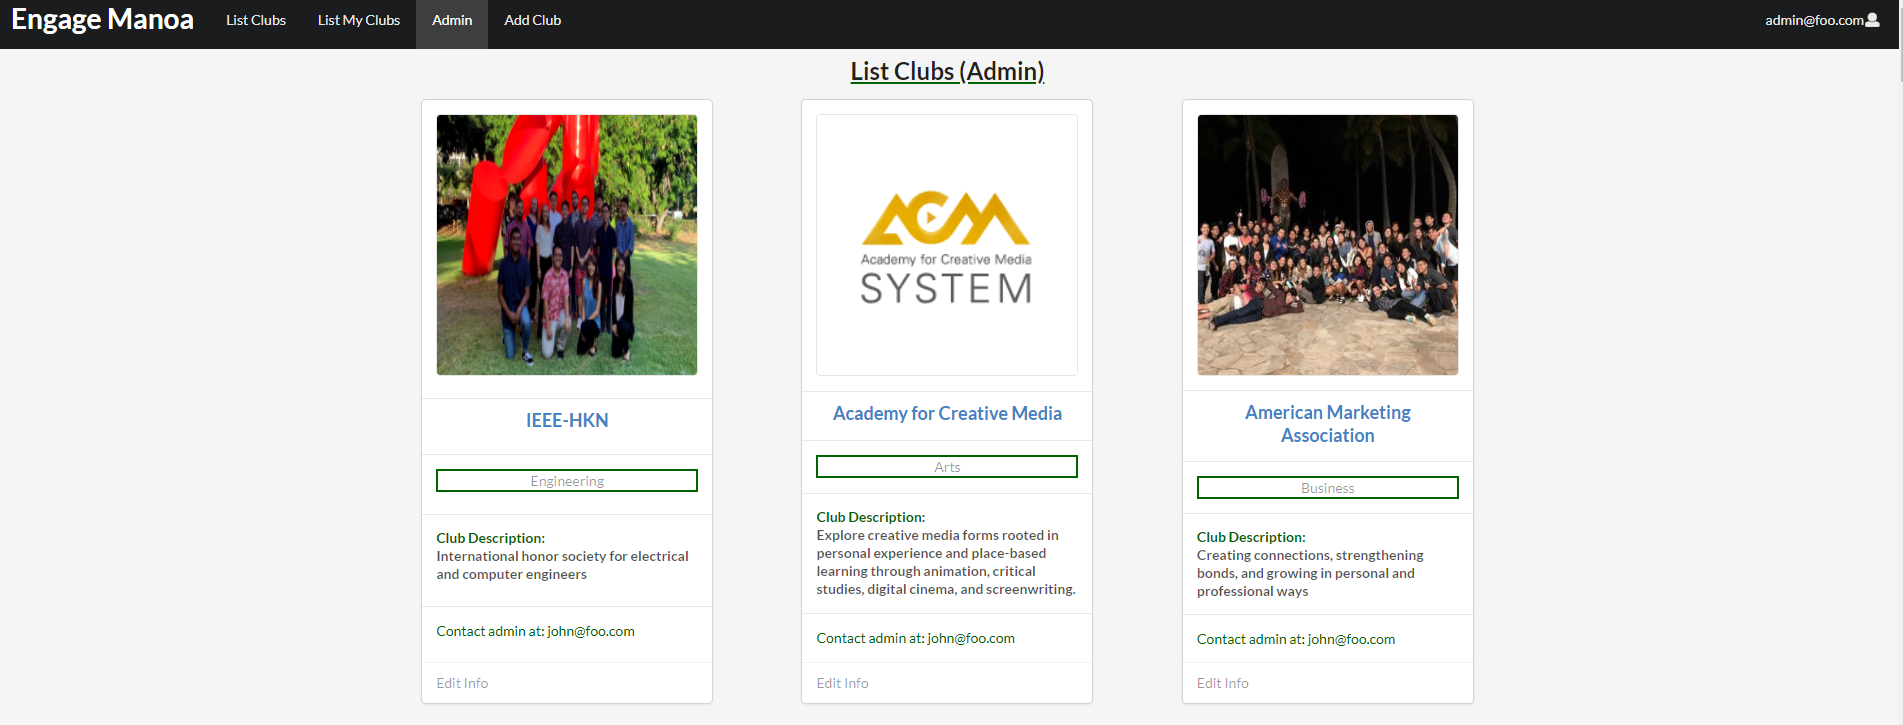 Engage Manoa
List Clubs
List My Clubs
Admin
Add Club
admin@foo.com
List Clubs (Admin)
IEEE-HKN
Engineering
Club Description:
International honor society for electrical
and computer engineers
Contact admin at: john@foo.com
Edit Info
ACM
Academy for Creative Media
SYSTEM
Academy for Creative Media
Arts
Club Description:
Explore creative media forms rooted in
personal experience and place-based
learning through animation, critical
studies, digital cinema, and screenwriting.
Contact admin at: john@foo.com
Edit Info
American Marketing
Association
Business
Club Description:
Creating connections, strengthening
bonds, and growing in personal and
professional ways
Contact admin at: john@foo.com
Edit Info